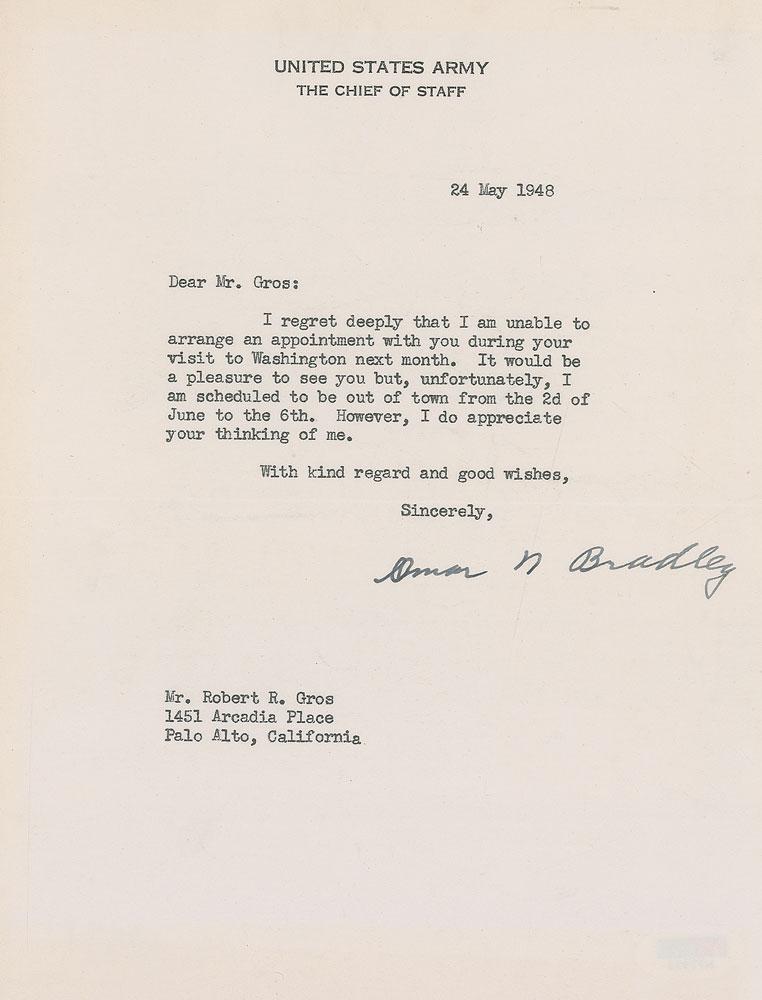 UNITED STATES ARMY
THE CHIEF OF STAFF
24 May 1948
Dear Mr. Gros:
I regret deeply that I am unable to
arrange an appointment with you during your
visit to Washington next month. It would be
a pleasure to see you but, unfortunately, I
am scheduled to be out of town from the 2d of
June to the 6th. However, I do appreciate
your thinking of me.
With kind regard and good wishes,
Sincerely,
Omar N Bradley
Mr. Robert R. Gros
1451 Arcadia Place
Palo Alto, California